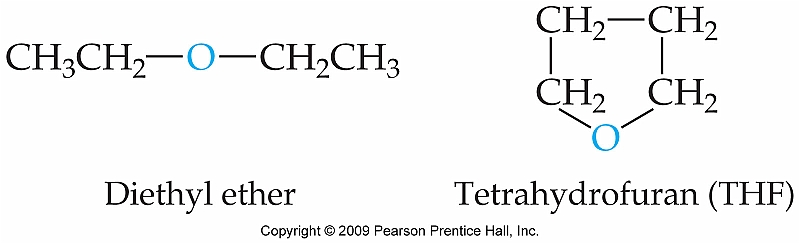 CH₃CH₂—O—CH₂CH₃
CH₂—CH₂
CH₂ CH₂
O
Diethyl ether
Tetrahydrofuran (THF)
Copyright © 2009 Pearson Prentice Hall, Inc.